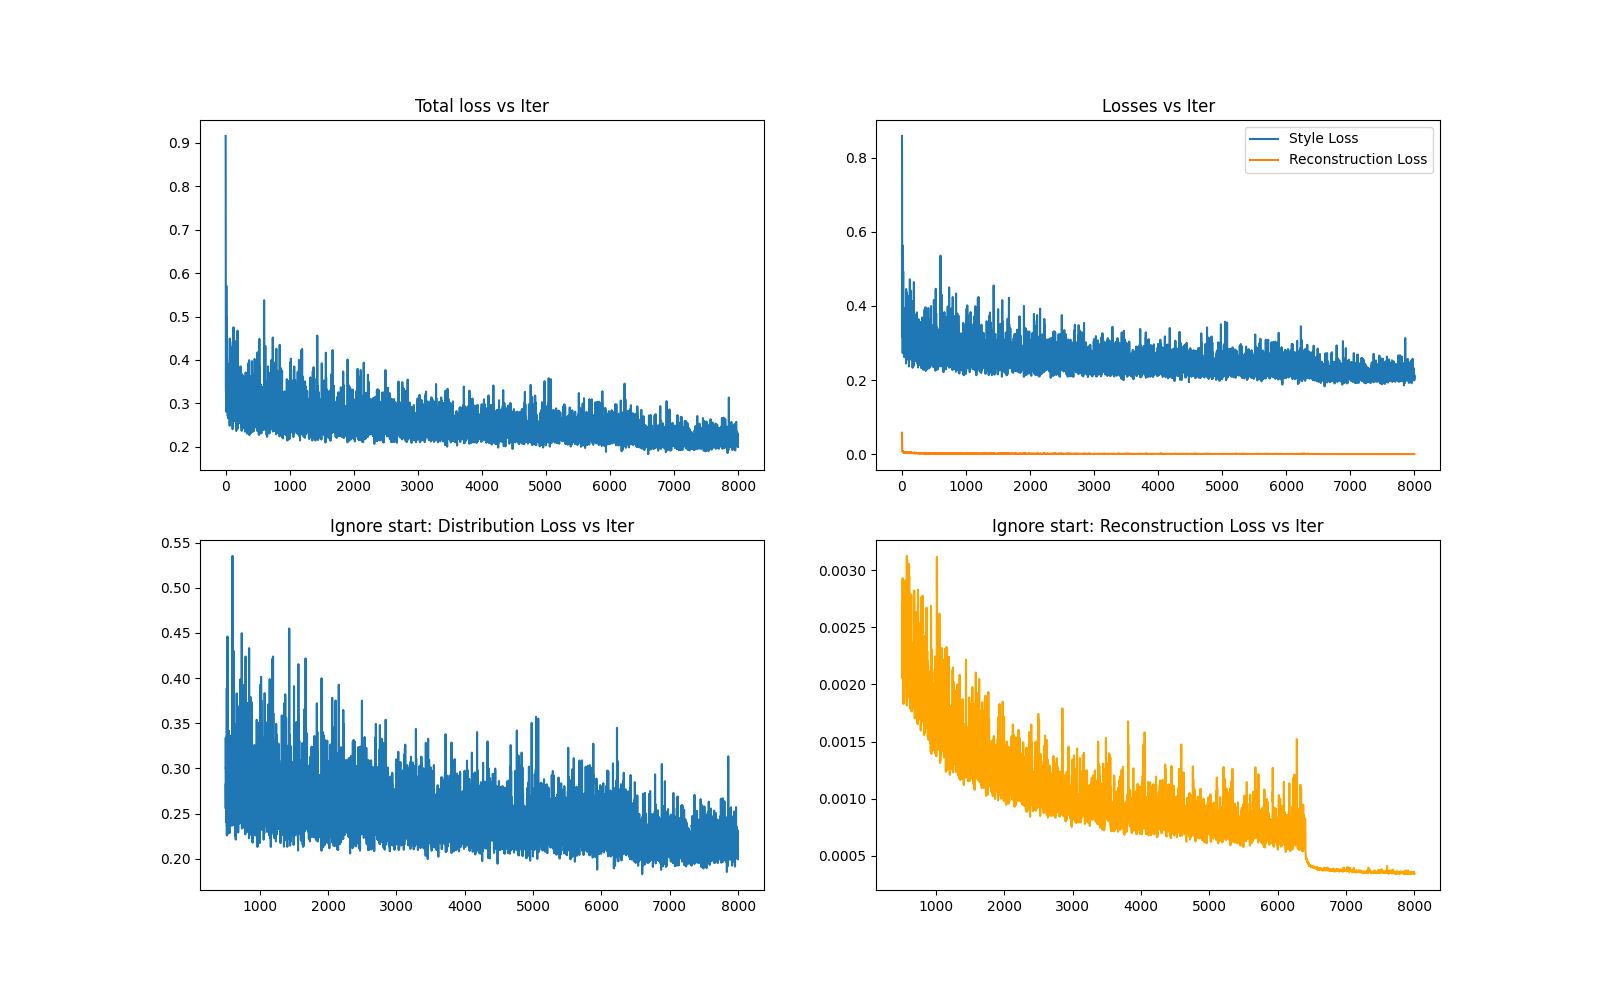 Total loss vs Iter
0.9
0.8
0.7
0.6
0.5
0.4
0.3
0.2
0 1000 2000 3000 4000 5000 6000 7000 8000
Losses vs Iter
Style Loss
Reconstruction Loss
0.8
0.6
0.4
0.2
0.0
0 1000 2000 3000 4000 5000 6000 7000 8000
Ignore start: Distribution Loss vs Iter
0.55
0.50
0.45
0.40
0.35
0.30
0.25
0.20
1000 2000 3000 4000 5000 6000 7000 8000
Ignore start: Reconstruction Loss vs Iter
0.0030
0.0025
0.0020
0.0015
0.0010
0.0005
1000 2000 3000 4000 5000 6000 7000 8000